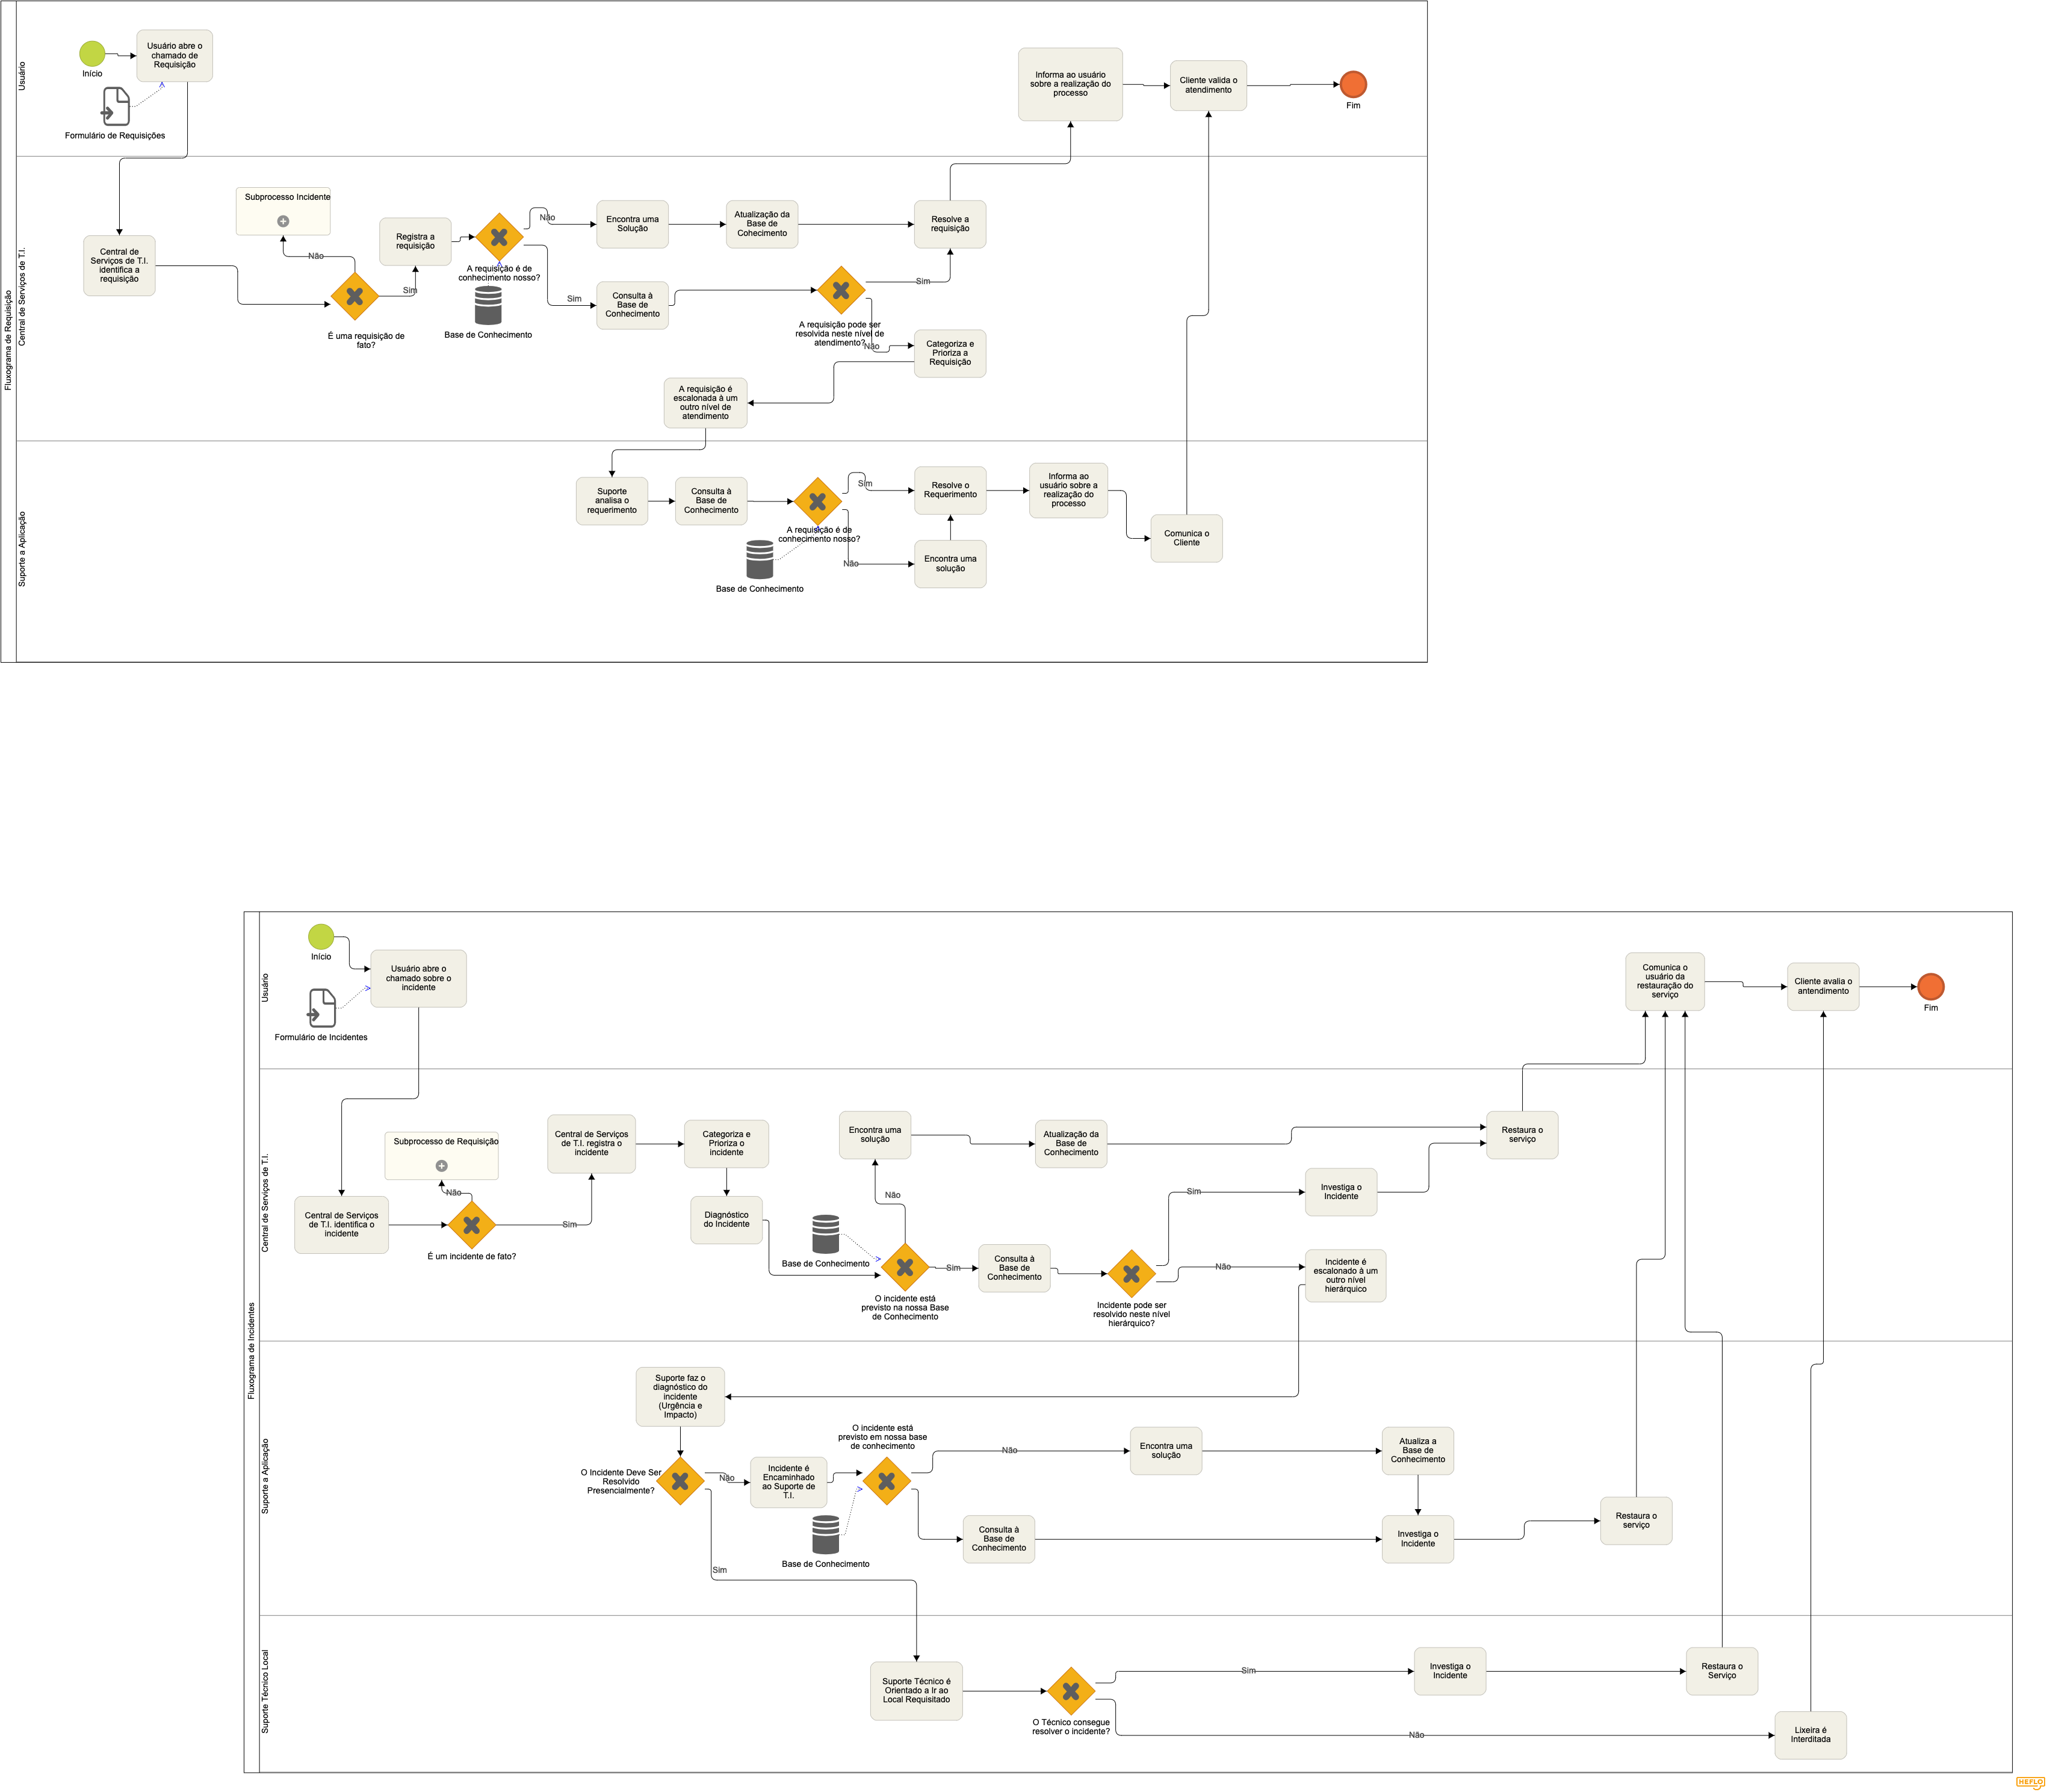 Fluxograma de Requisição
Usuário
Início
Usuário abre o
chamado de
Requisição
Formulário de Requisições
Informa ao usuário
sobre a realização do
processo
Cliente valida o
atendimento
Fim
Central de Serviços de T.I.
Central de
Serviços de T.I.
identifica a
requisição
Subprocesso Incidente
Não
É uma requisição de
fato?
Sim
Registra a
requisição
A requisição é de
conhecimento nosso?
Base de Conhecimento
Não
Sim
Encontra uma
Solução
Atualização da
Base de
Cohecimento
Resolve a
requisição
Consulta à
Base de
Conhecimento
A requisição pode ser
resolvida neste nível de
atendimento?
Sim
Não
Categoriza e
Prioriza a
Requisição
A requisição é
escalonada à um
outro nível de
atendimento
Suporte a Aplicação
Suporte
analisa o
requerimento
Consulta à
Base de
Conhecimento
A requisição é de
conhecimento nosso?
Base de Conhecimento
Sim
Não
Resolve o
Requerimento
Encontra uma
solução
Informa ao
usuário sobre a
realização do
processo
Comunica o
Cliente
Fluxograma de Incidentes
Usuário
Início
Usuário abre o
chamado sobre o
incidente
Formulário de Incidentes
Comunica o
usuário da
restauração do
serviço
Cliente avalia o
antendimento
Fim
Central de Serviços de T.I.
Central de Serviços
de T.I. identifica o
incidente
Subprocesso de Requisição
Não
É um incidente de fato?
Sim
Central de Serviços
de T.I. registra o
incidente
Categoriza e
Prioriza o
incidente
Diagnóstico
do Incidente
Base de Conhecimento
O incidente está
previsto na nossa Base
de Conhecimento
Não
Sim
Encontra uma
solução
Atualização da
Base de
Conhecimento
Consulta à
Base de
Conhecimento
Incidente pode ser
resolvido neste nível
hierárquico?
Sim
Não
Investiga o
Incidente
Incidente é
escalonado à um
outro nível
hierárquico
Restaura o
serviço
Suporte a Aplicação
Suporte faz o
diagnóstico do
incidente
(Urgência e
Impacto)
O Incidente Deve Ser
Resolvido
Presencialmente?
Não
Sim
Incidente é
Encaminhado
ao Suporte de
T.I.
O incidente está
previsto em nossa base
de conhecimento
Base de Conhecimento
Não
Encontra uma
solução
Atualiza a
Base de
Conhecimento
Consulta à
Base de
Conhecimento
Investiga o
Incidente
Restaura o
serviço
Suporte Técnico Local
Suporte Técnico é
Orientado a Ir ao
Local Requisitado
O Técnico consegue
resolver o incidente?
Sim
Não
Investiga o
Incidente
Restaura o
Serviço
Lixeira é
Interditada
HEFLO